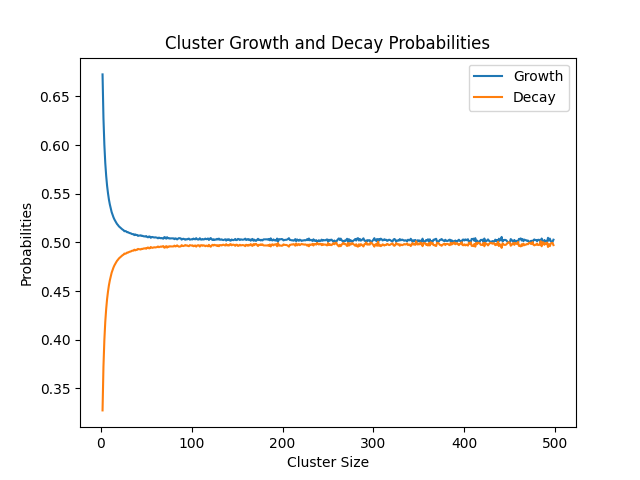 Cluster Growth and Decay Probabilities
Growth
Decay
0.65
0.60
0.55
0.50
0.45
0.40
0.35
Probabilities
0 100 200 300 400 500
Cluster Size